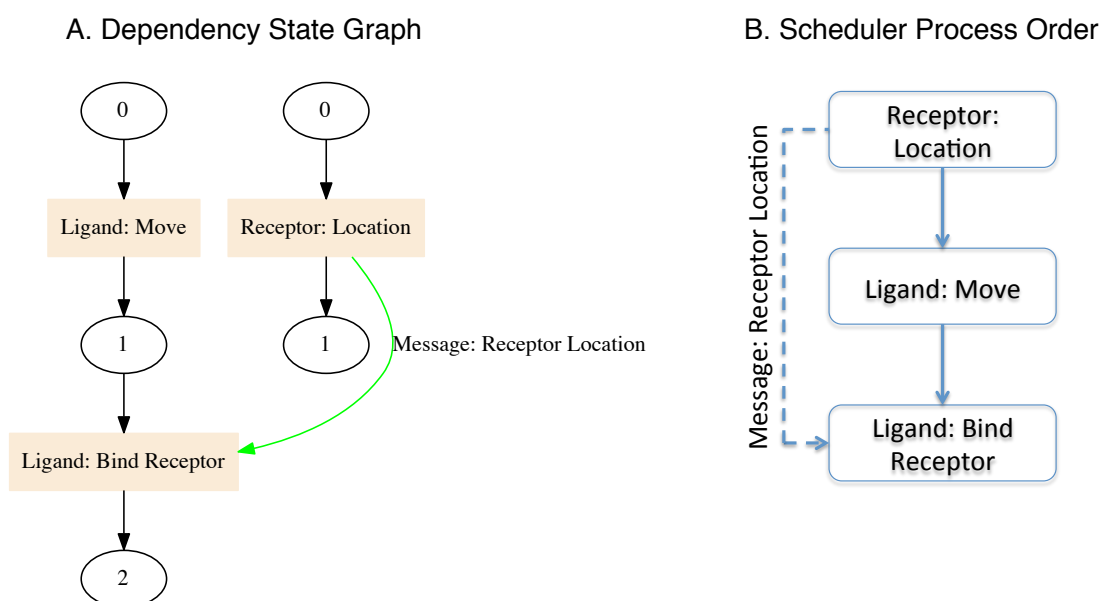 A. Dependency State Graph
0
0
Ligand: Move
Receptor: Location
1
1
Message: Receptor Location
Ligand: Bind Receptor
2
B. Scheduler Process Order
Message: Receptor Location
Receptor:
Location
Ligand: Move
Ligand: Bind
Receptor